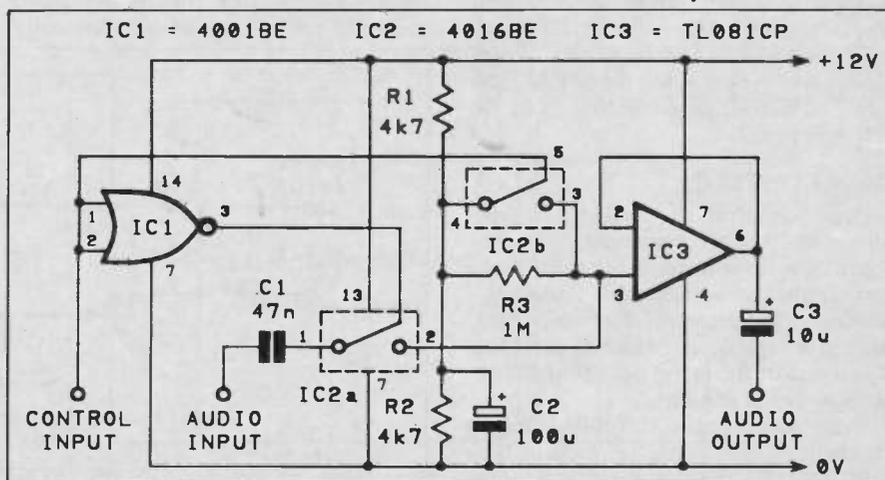 IC1 = 4001BE IC2 = 4016BE IC3 = TL081CP
+12V
R1
4k7
5
14
1
2
IC1
3
7
4
3
IC2b
2
7
IC3
6
3
4
R3
1M
C1
47n
13
1
2
7
IC2a
C3
10u
+
R2
4k7
+
C2
100u
CONTROL
INPUT
AUDIO
INPUT
AUDIO
OUTPUT
0V